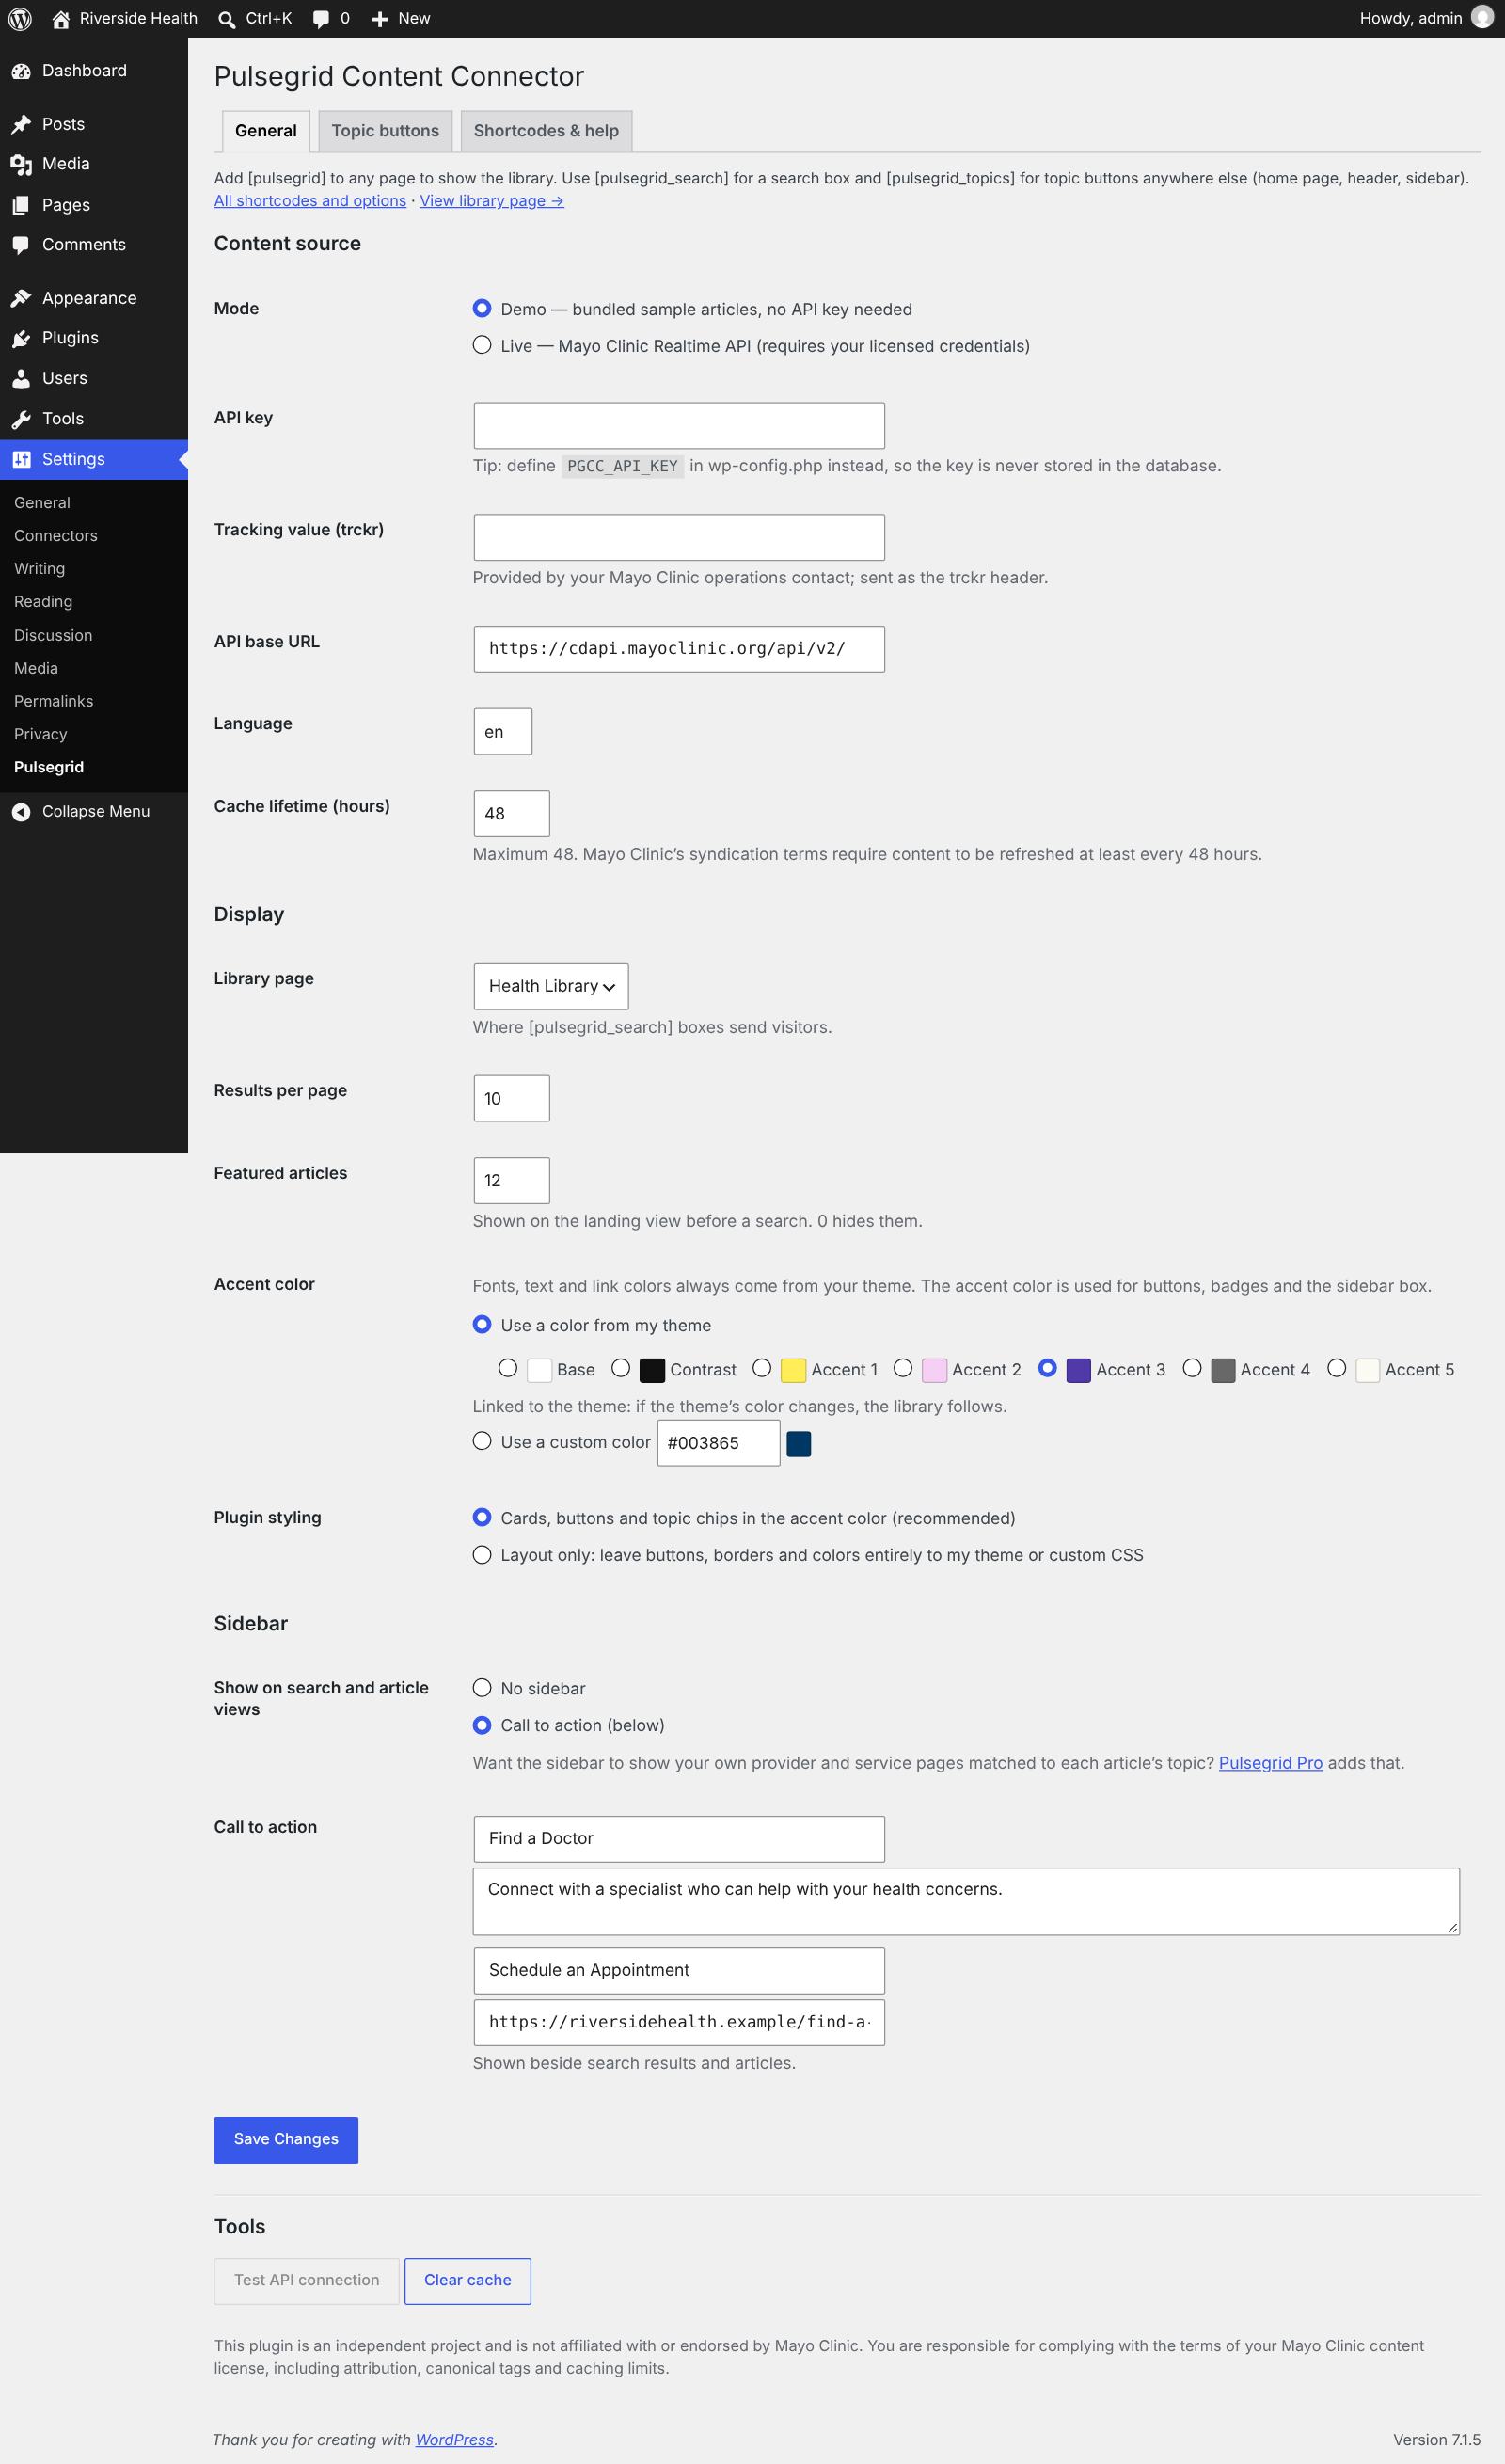 Riverside Health Ctrl+K 0 New Howdy, admin
Dashboard
Posts
Media
Pages
Comments
Appearance
Plugins
Users
Tools
Settings
General
Connectors
Writing
Reading
Discussion
Media
Permalinks
Privacy
Pulsegrid
Collapse Menu
Pulsegrid Content Connector
General Topic buttons Shortcodes & help
Add [pulsegrid] to any page to show the library. Use [pulsegrid_search] for a search box and [pulsegrid_topics] for topic buttons anywhere else (home page, header, sidebar).
All shortcodes and options · View library page →
Content source
Mode
Demo — bundled sample articles, no API key needed
Live — Mayo Clinic Realtime API (requires your licensed credentials)
API key
Tip: define PGCC_API_KEY in wp-config.php instead, so the key is never stored in the database.
Tracking value (trckr)
Provided by your Mayo Clinic operations contact; sent as the trckr header.
API base URL
https://cdapi.mayoclinic.org/api/v2/
Language
en
Cache lifetime (hours)
48
Maximum 48. Mayo Clinic’s syndication terms require content to be refreshed at least every 48 hours.
Display
Library page
Health Library
Where [pulsegrid_search] boxes send visitors.
Results per page
10
Featured articles
12
Shown on the landing view before a search. 0 hides them.
Accent color
Fonts, text and link colors always come from your theme. The accent color is used for buttons, badges and the sidebar box.
Use a color from my theme
Base Contrast Accent 1 Accent 2 Accent 3 Accent 4 Accent 5
Linked to the theme: if the theme’s color changes, the library follows.
Use a custom color #003865
Plugin styling
Cards, buttons and topic chips in the accent color (recommended)
Layout only: leave buttons, borders and colors entirely to my theme or custom CSS
Sidebar
Show on search and article
views
No sidebar
Call to action (below)
Want the sidebar to show your own provider and service pages matched to each article’s topic? Pulsegrid Pro adds that.
Call to action
Find a Doctor
Connect with a specialist who can help with your health concerns.
Schedule an Appointment
https://riversidehealth.example/find-a-
Shown beside search results and articles.
Save Changes
Tools
Test API connection Clear cache
This plugin is an independent project and is not affiliated with or endorsed by Mayo Clinic. You are responsible for complying with the terms of your Mayo Clinic content
license, including attribution, canonical tags and caching limits.
Thank you for creating with WordPress. Version 7.1.5